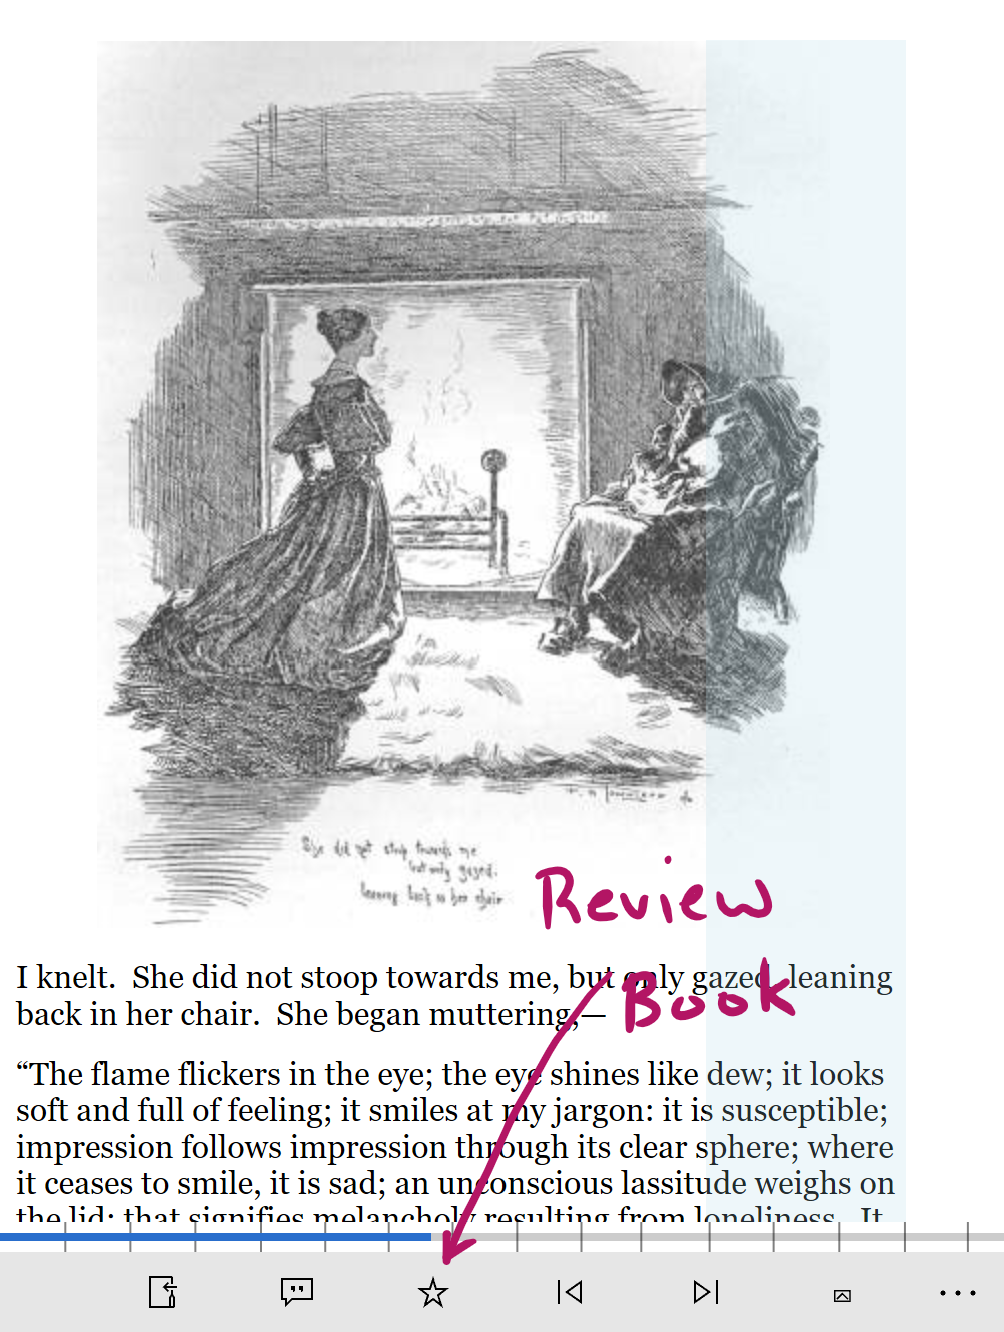 She did not stoop towards me
but only gazed.
leaning back in her chair
Review
Book
I knelt.  She did not stoop towards me, but only gazed, leaning
back in her chair.  She began muttering,—
“The flame flickers in the eye; the eye shines like dew; it looks
soft and full of feeling; it smiles at my jargon: it is susceptible;
impression follows impression through its clear sphere; where
it ceases to smile, it is sad; an unconscious lassitude weighs on
the lid: that signifies melancholy resulting from loneliness.  It